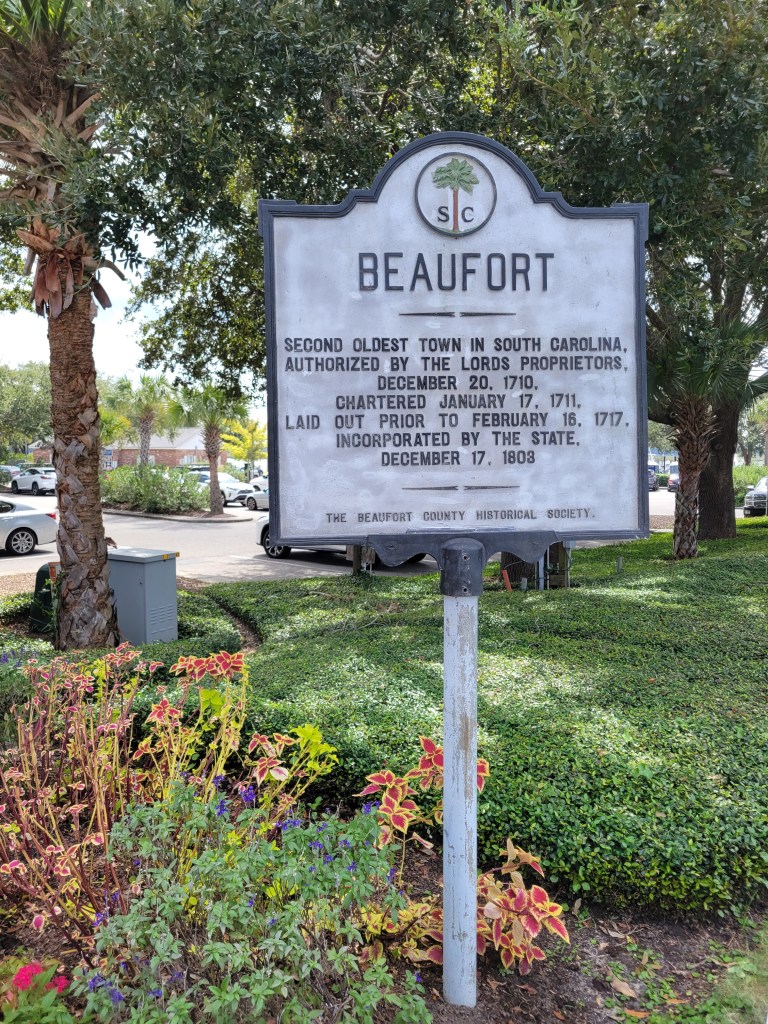 S C
BEAUFORT
SECOND OLDEST TOWN IN SOUTH CAROLINA,
AUTHORIZED BY THE LORDS PROPRIETORS,
DECEMBER 20, 1710,
CHARTERED JANUARY 17, 1711,
LAID OUT PRIOR TO FEBRUARY 16, 1717,
INCORPORATED BY THE STATE,
DECEMBER 17, 1803
THE BEAUFORT COUNTY HISTORICAL SOCIETY.